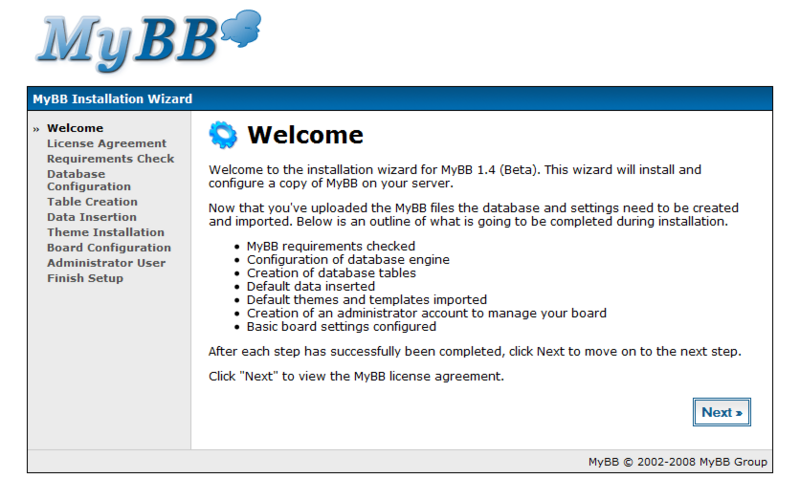 MyBB
MyBB Installation Wizard
» Welcome
License Agreement
Requirements Check
Database
Configuration
Table Creation
Data Insertion
Theme Installation
Board Configuration
Administrator User
Finish Setup
Welcome
Welcome to the installation wizard for MyBB 1.4 (Beta). This wizard will install and
configure a copy of MyBB on your server.
Now that you've uploaded the MyBB files the database and settings need to be created
and imported. Below is an outline of what is going to be completed during installation.
• MyBB requirements checked
• Configuration of database engine
• Creation of database tables
• Default data inserted
• Default themes and templates imported
• Creation of an administrator account to manage your board
• Basic board settings configured
After each step has successfully been completed, click Next to move on to the next step.
Click "Next" to view the MyBB license agreement.
Next »
MyBB © 2002-2008 MyBB Group